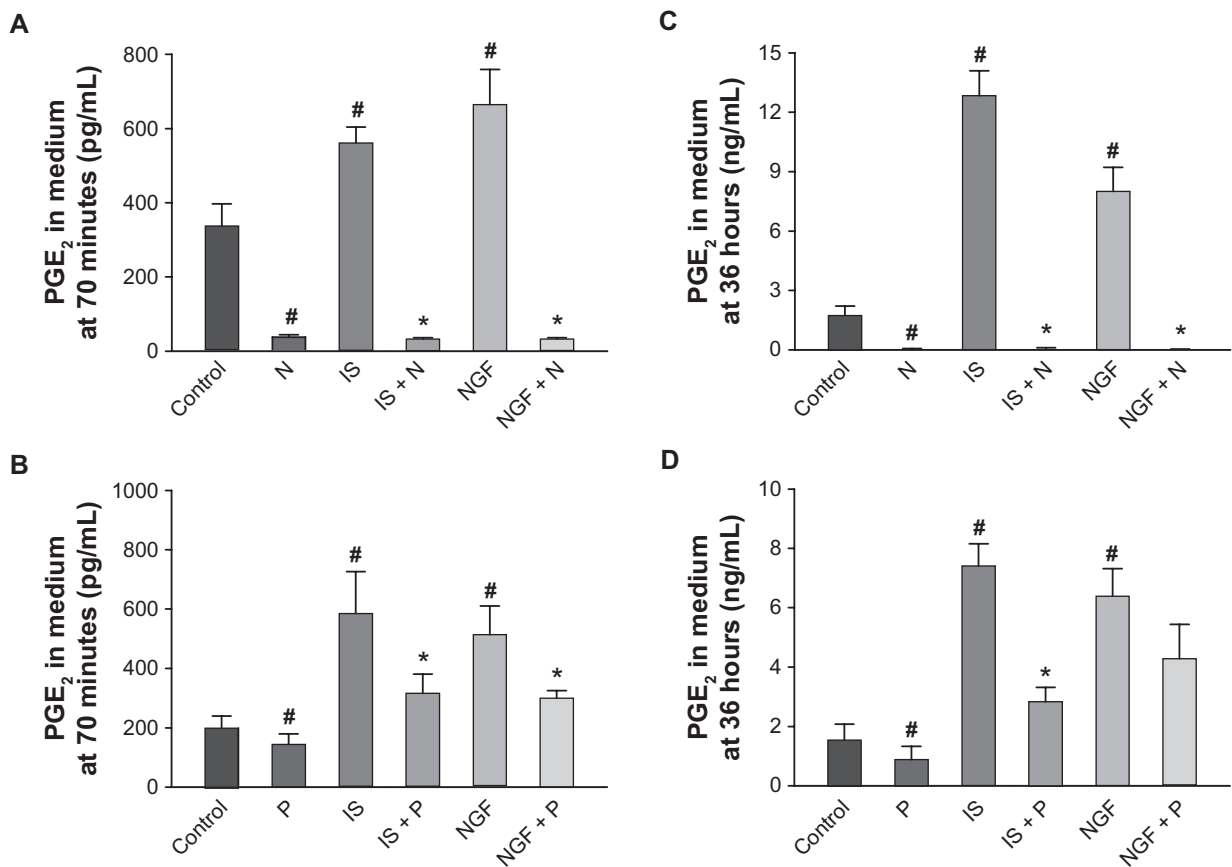 A
PGE₂ in medium
at 70 minutes (pg/mL)
800
600
400
200
0
#
#
*
#
*
Control
N
IS
IS + N
NGF
NGF + N
C
PGE₂ in medium
at 36 hours (ng/mL)
15
12
9
6
3
0
#
#
*
#
*
Control
N
IS
IS + N
NGF
NGF + N
B
PGE₂ in medium
at 70 minutes (pg/mL)
1000
800
600
400
200
0
#
#
*
#
*
Control
P
IS
IS + P
NGF
NGF + P
D
PGE₂ in medium
at 36 hours (ng/mL)
10
8
6
4
2
0
#
#
*
#
Control
P
IS
IS + P
NGF
NGF + P